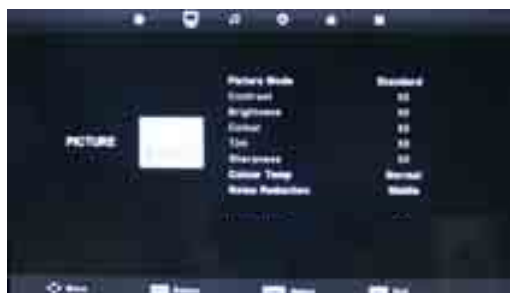 Picture Mode Standard
Contrast 50
Brightness 50
Colour 50
PICTURE
Tint 50
Sharpness 50
Colour Temp Normal
Noise Reduction Middle
Move